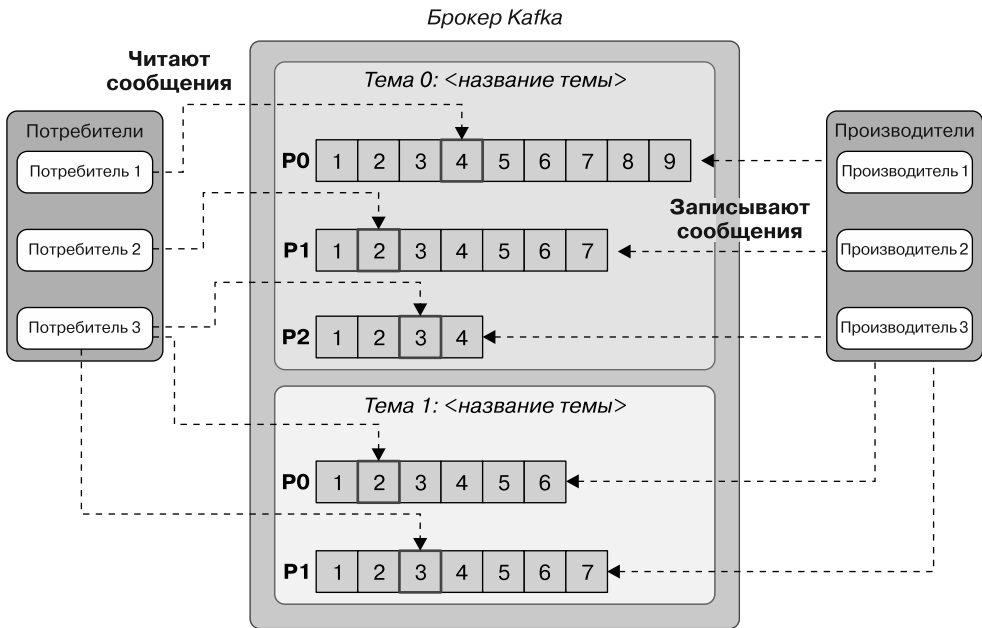 Брокер Kafka
Читают
сообщения
Тема 0: <название темы>
Потребители
Производители
P0 1 2 3 4 5 6 7 8 9
Потребитель 1
Производитель 1
Записывают
сообщения
Потребитель 2
P1 1 2 3 4 5 6 7
Производитель 2
Потребитель 3
P2 1 2 3 4
Производитель 3
Тема 1: <название темы>
P0 1 2 3 4 5 6
P1 1 2 3 4 5 6 7